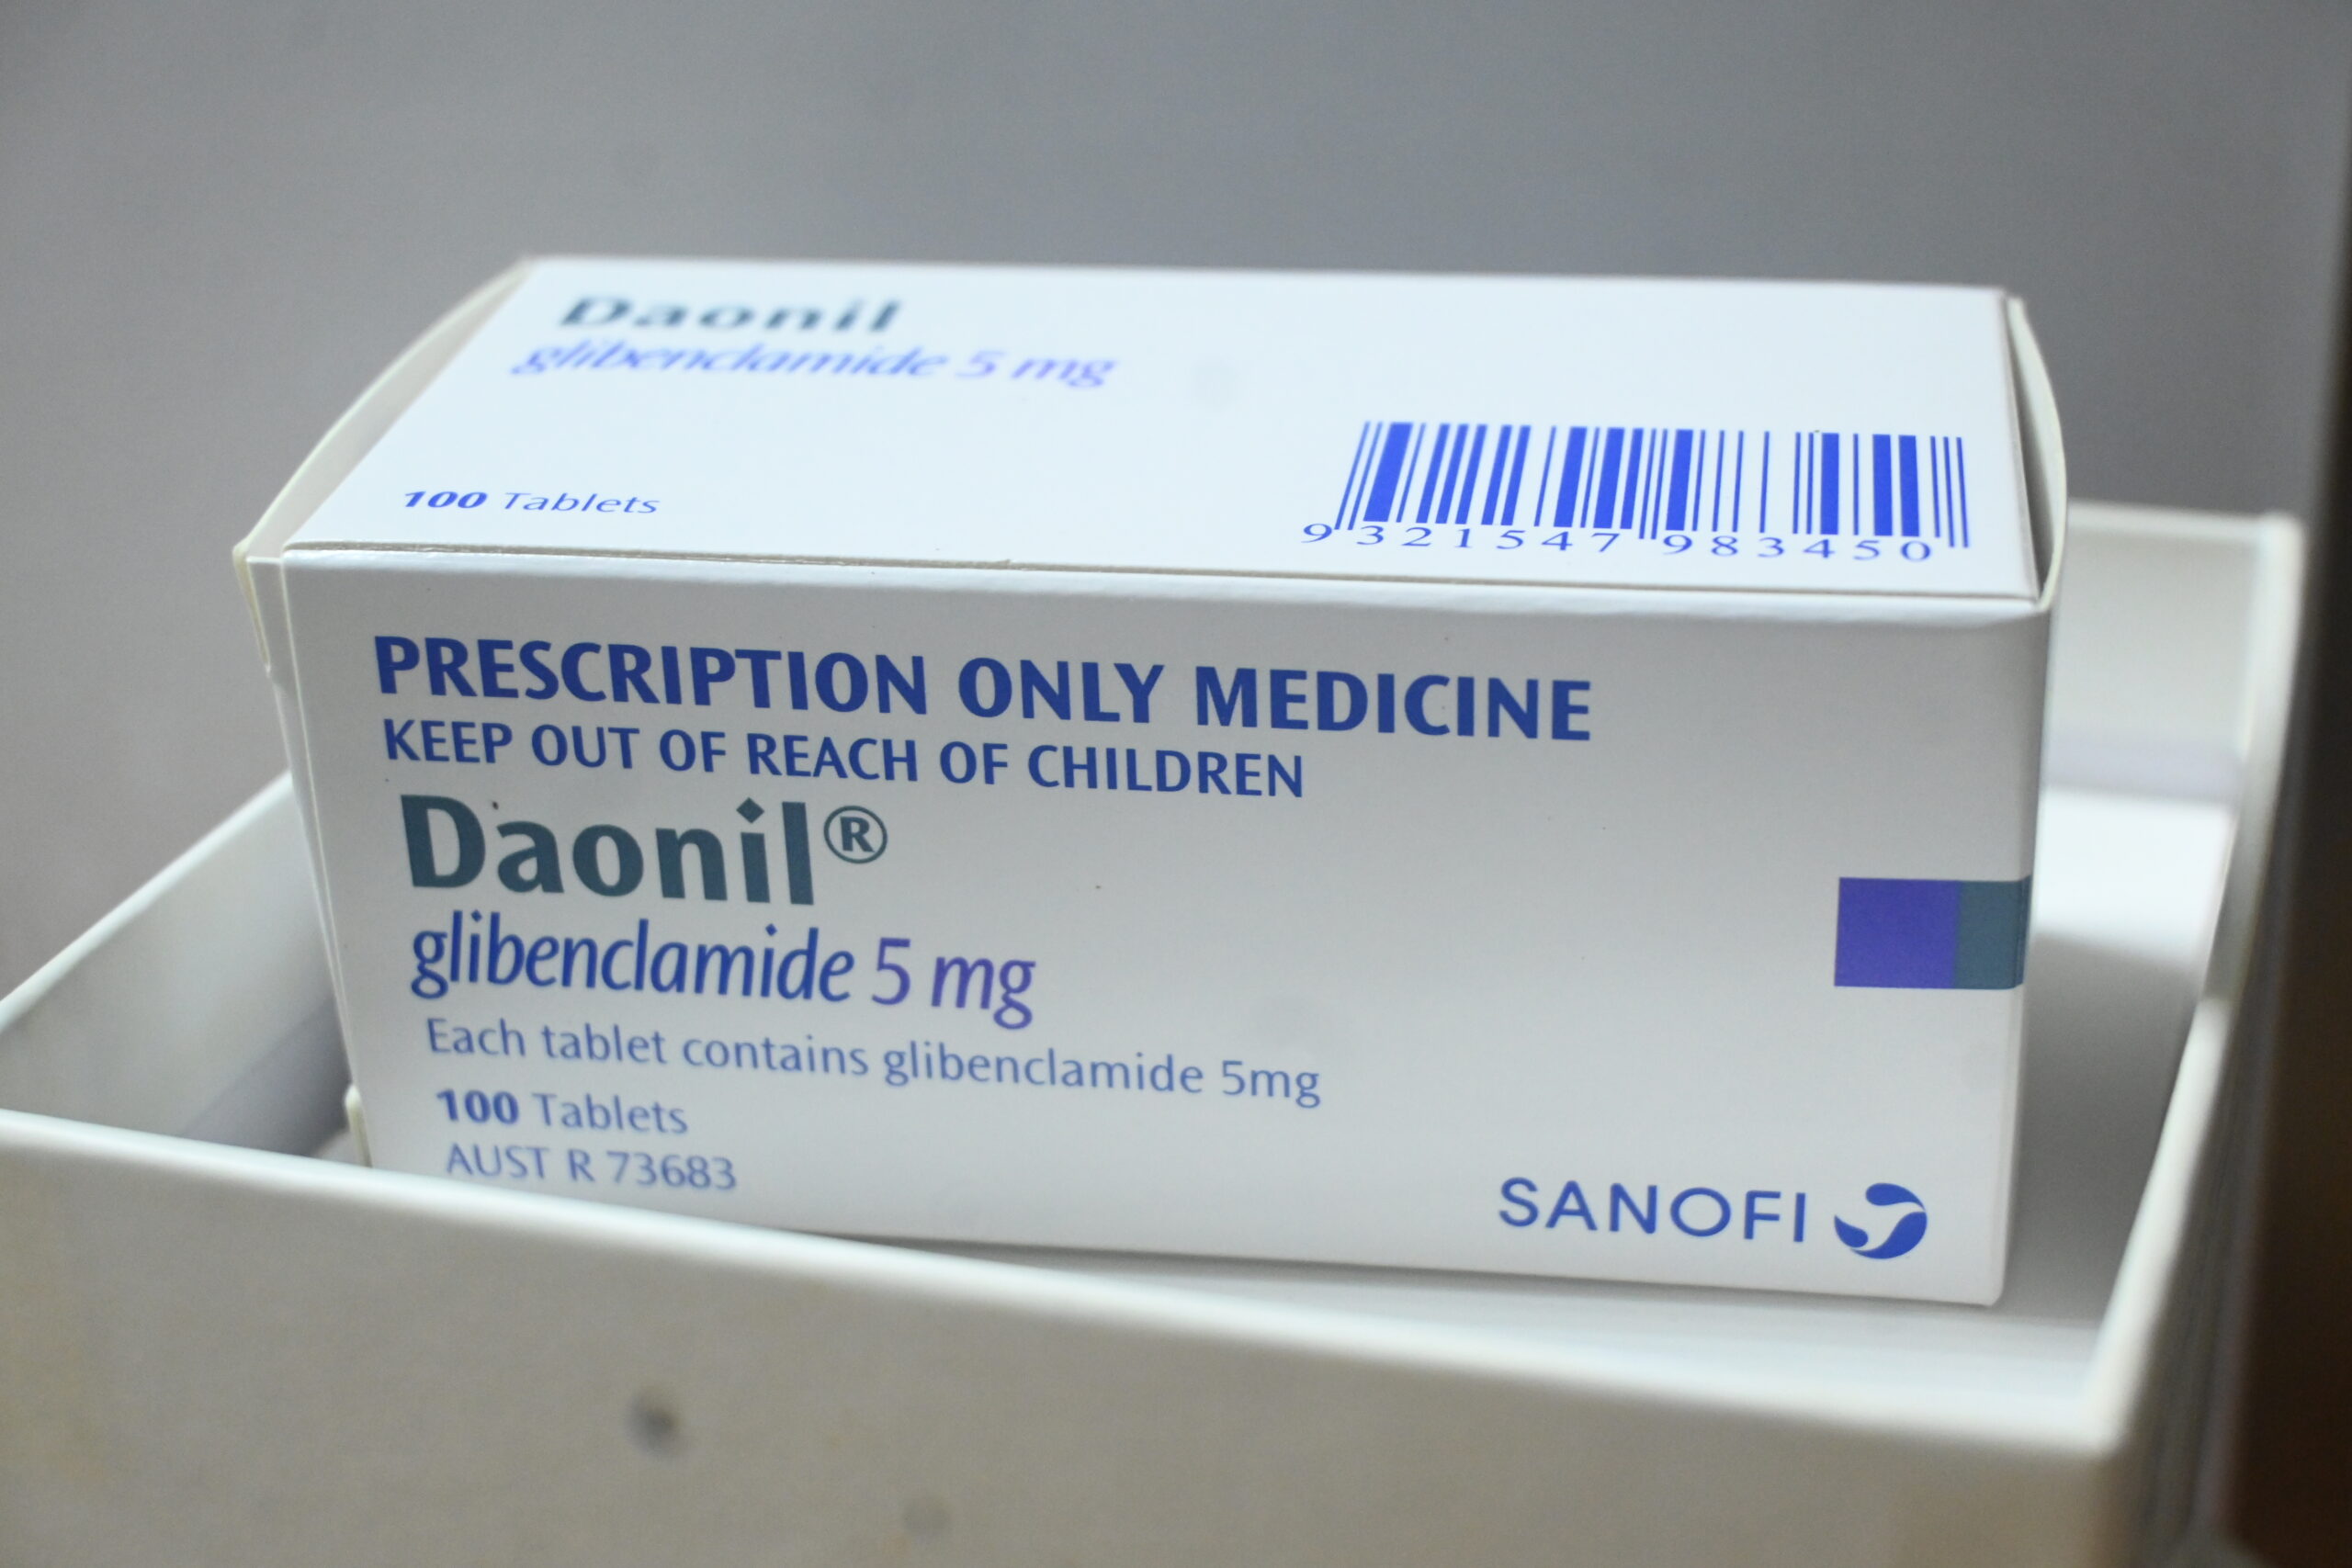 Daonil
glibenclamide 5 mg
100 Tablets
9 321547 983450
PRESCRIPTION ONLY MEDICINE
KEEP OUT OF REACH OF CHILDREN
Daonil®
glibenclamide 5 mg
Each tablet contains glibenclamide 5mg
100 Tablets
AUST R 73683
SANOFI